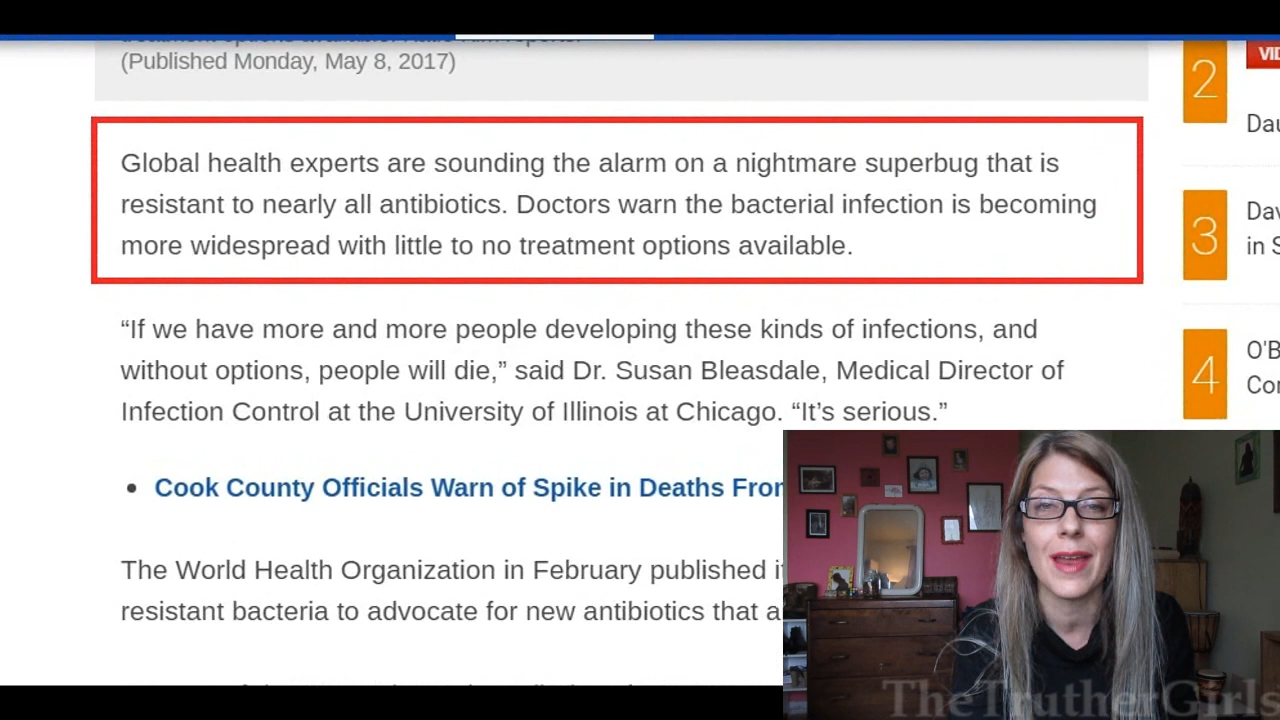 (Published Monday, May 8, 2017)
Global health experts are sounding the alarm on a nightmare superbug that is
resistant to nearly all antibiotics. Doctors warn the bacterial infection is becoming
more widespread with little to no treatment options available.
“If we have more and more people developing these kinds of infections, and
without options, people will die,” said Dr. Susan Bleasdale, Medical Director of
Infection Control at the University of Illinois at Chicago. “It’s serious.”
Cook County Officials Warn of Spike in Deaths
The World Health Organization in February published
resistant bacteria to advocate for new antibiotics that
2
3
in
4
TheTrutherGirls